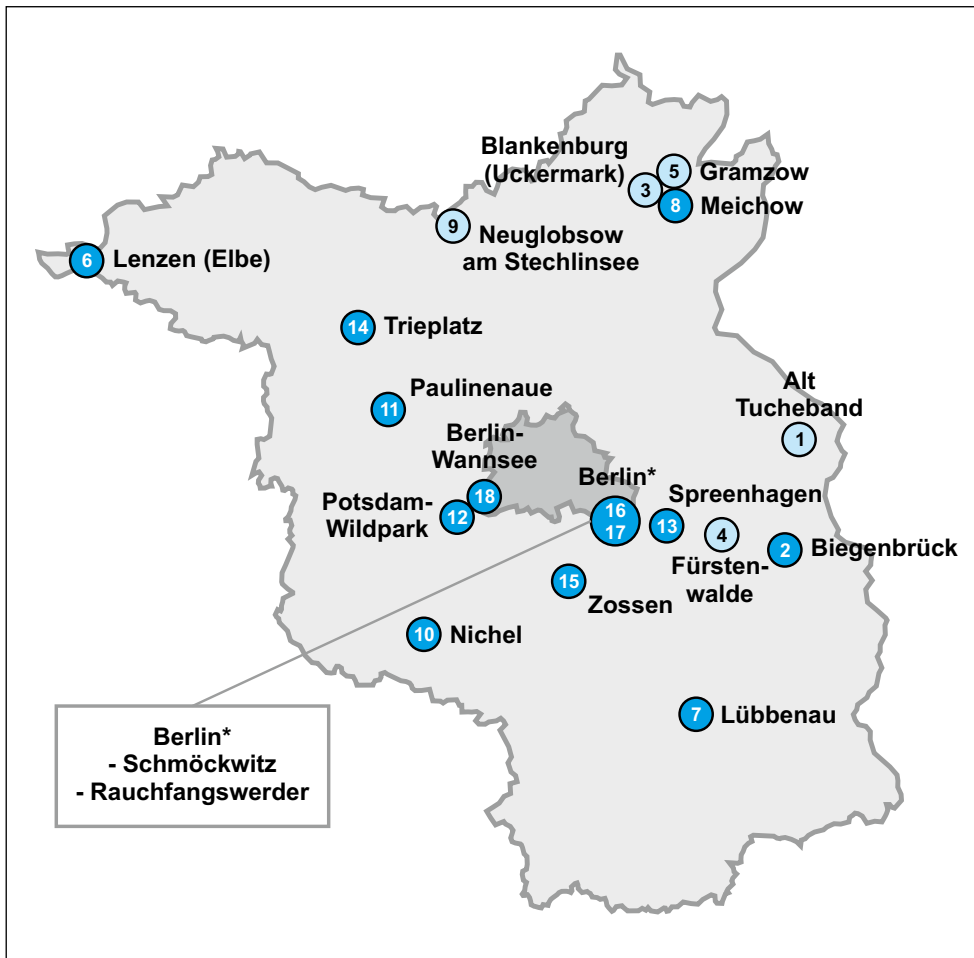 Blankenburg
(Uckermark)
3
5
Gramzow
8
Meichow
9
Neuglobsow
am Stechlinsee
6
Lenzen (Elbe)
14
Trieplatz
Alt
Tucheband
1
Paulinenaue
11
Berlin-
Wannsee
18
Potsdam-
Wildpark
12
Berlin*
16
17
Spreenhagen
13
4
Fürsten-
walde
2
Biegenbrück
15
Zossen
10
Nichel
7
Lübbenau
Berlin*
- Schmöckwitz
- Rauchfangswerder